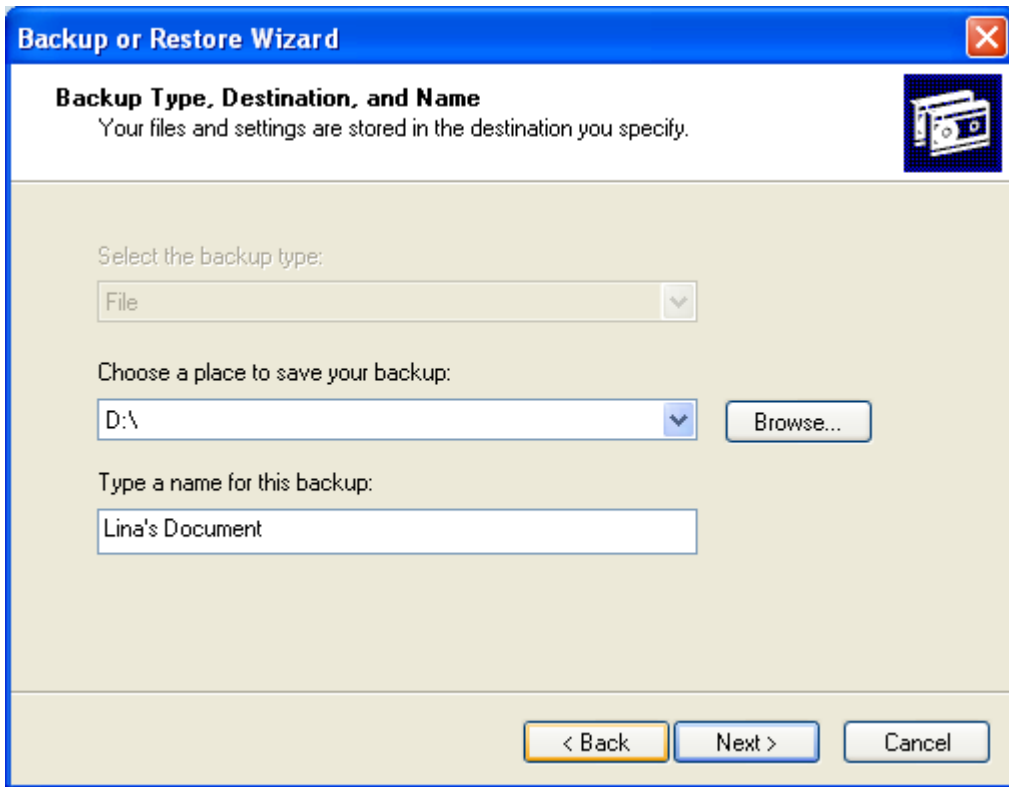 Backup or Restore Wizard
Backup Type, Destination, and Name
Your files and settings are stored in the destination you specify.
Select the backup type:
File
Choose a place to save your backup:
D:\
Browse...
Type a name for this backup:
Lina's Document
< Back
Next >
Cancel